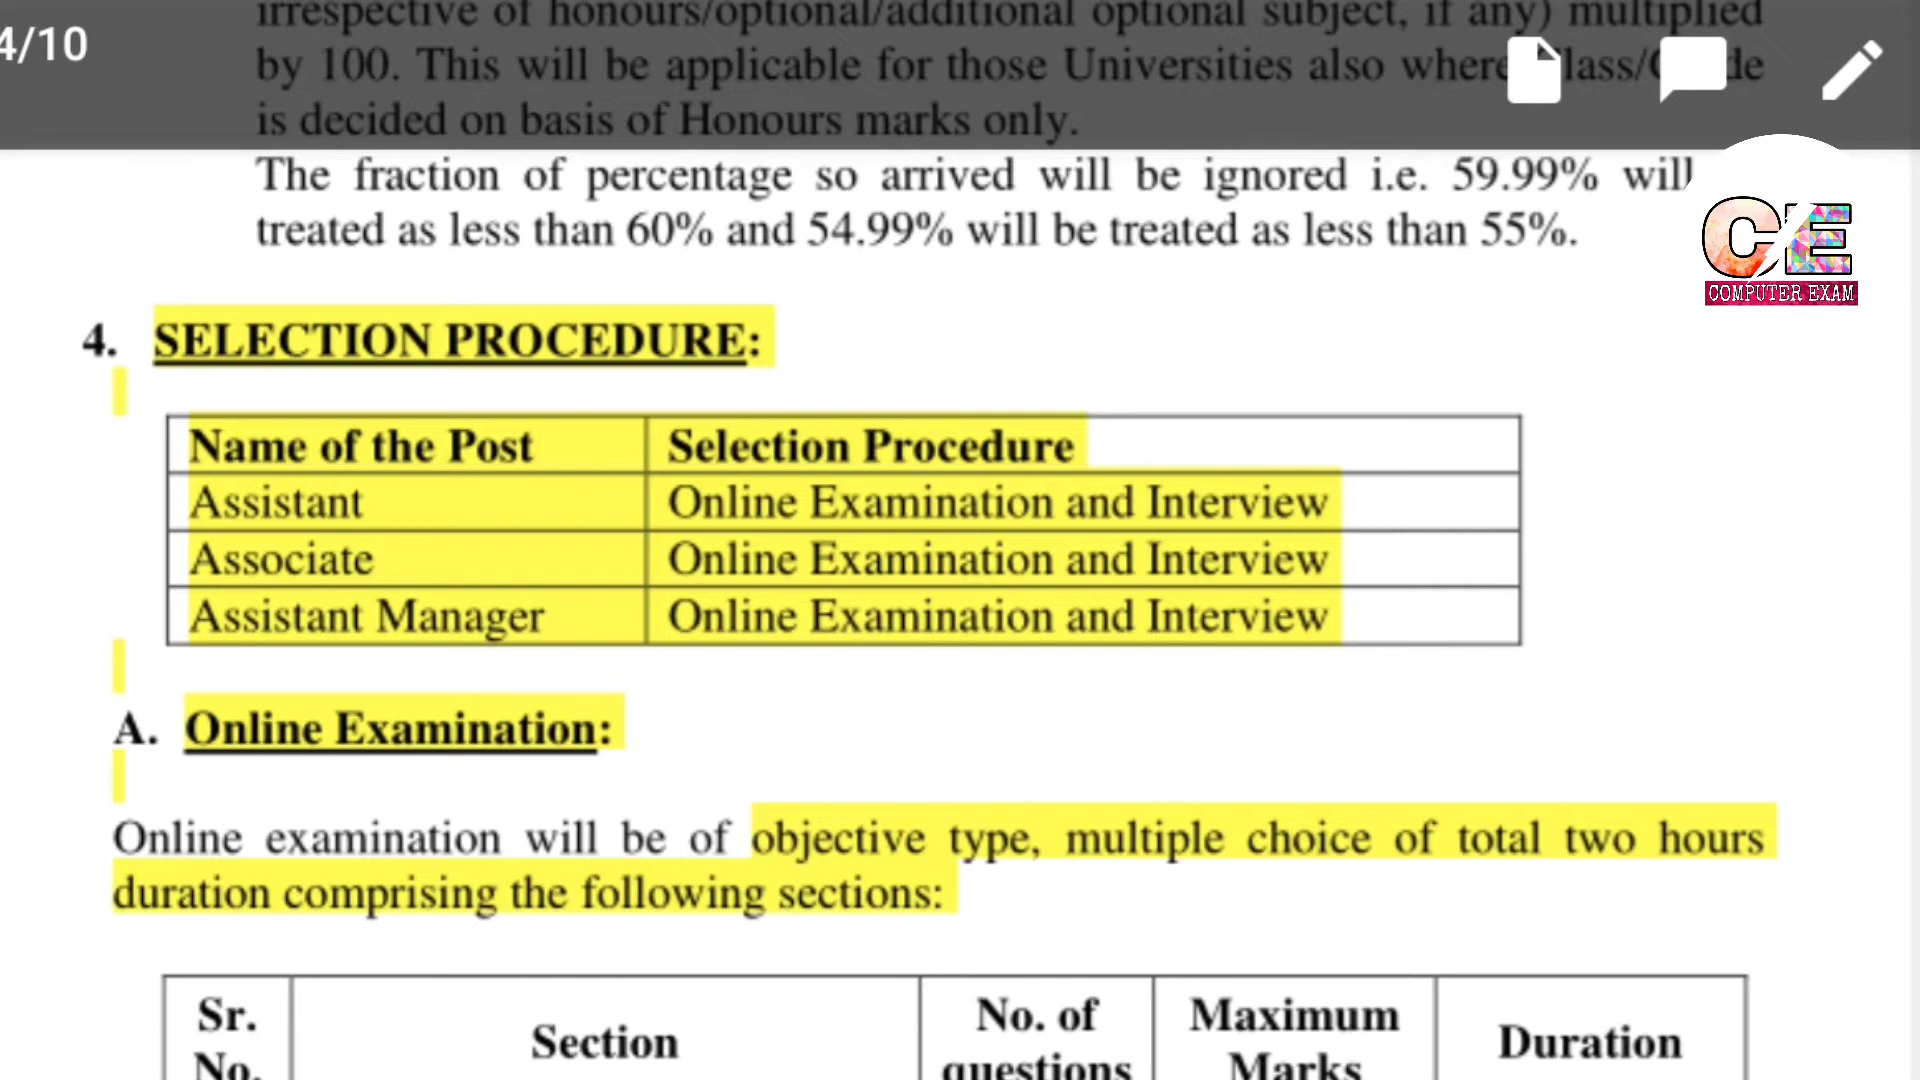 irrespective of honours/optional/additional optional subject, if any) multiplied
4/10
by 100. This will be applicable for those Universities also where
is decided on basis of Honours marks only.
The fraction of percentage so arrived will be ignored i.e. 59.99% will
treated as less than 60% and 54.99% will be treated as less than 55%.
CE
COMPUTER EXAM
4. SELECTION PROCEDURE:
Name of the Post Selection Procedure
Assistant Online Examination and Interview
Associate Online Examination and Interview
Assistant Manager Online Examination and Interview
A. Online Examination:
Online examination will be of objective type, multiple choice of total two hours
duration comprising the following sections:
Sr. No. Section No. of questions Maximum Marks Duration